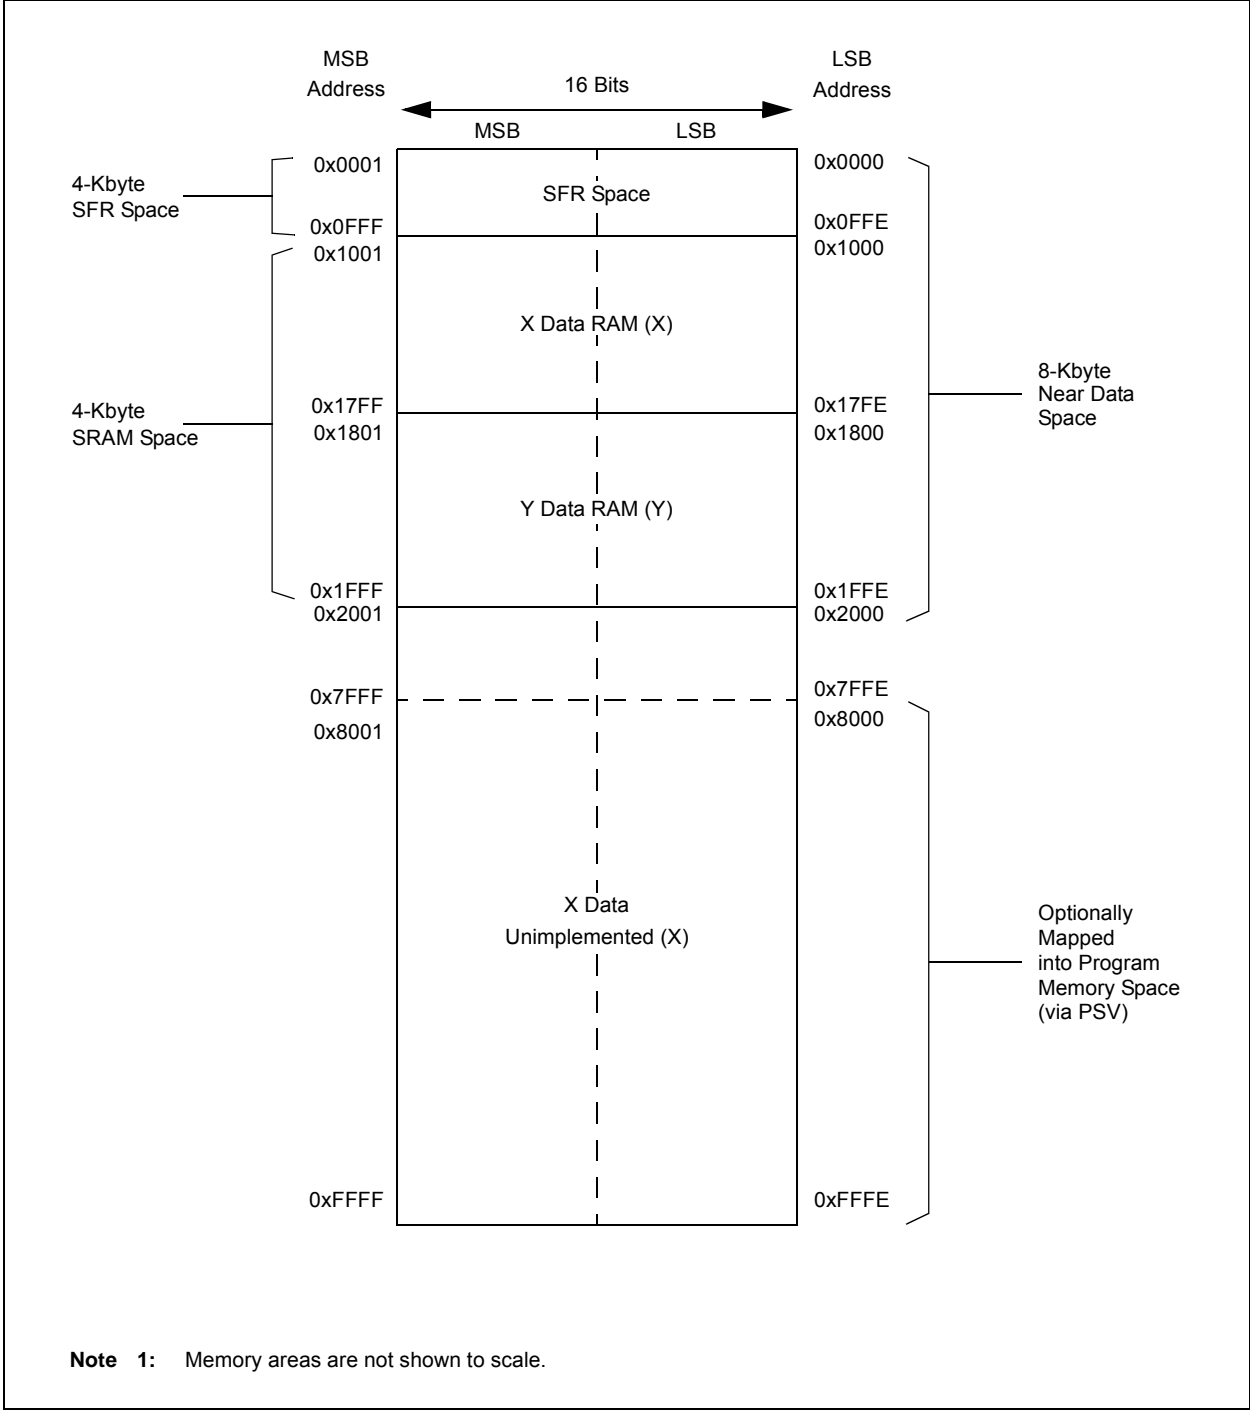 MSB
Address
16 Bits
LSB
Address
MSB
LSB
4-Kbyte
SFR Space
0x0001
0x0000
SFR Space
0x0FFF
0x0FFE
0x1001
0x1000
X Data RAM (X)
8-Kbyte
Near Data
Space
4-Kbyte
SRAM Space
0x17FF
0x17FE
0x1801
0x1800
Y Data RAM (Y)
0x1FFF
0x1FFE
0x2001
0x2000
0x7FFF
0x7FFE
0x8001
0x8000
X Data
Unimplemented (X)
Optionally
Mapped
into Program
Memory Space
(via PSV)
0xFFFF
0xFFFE
Note 1: Memory areas are not shown to scale.